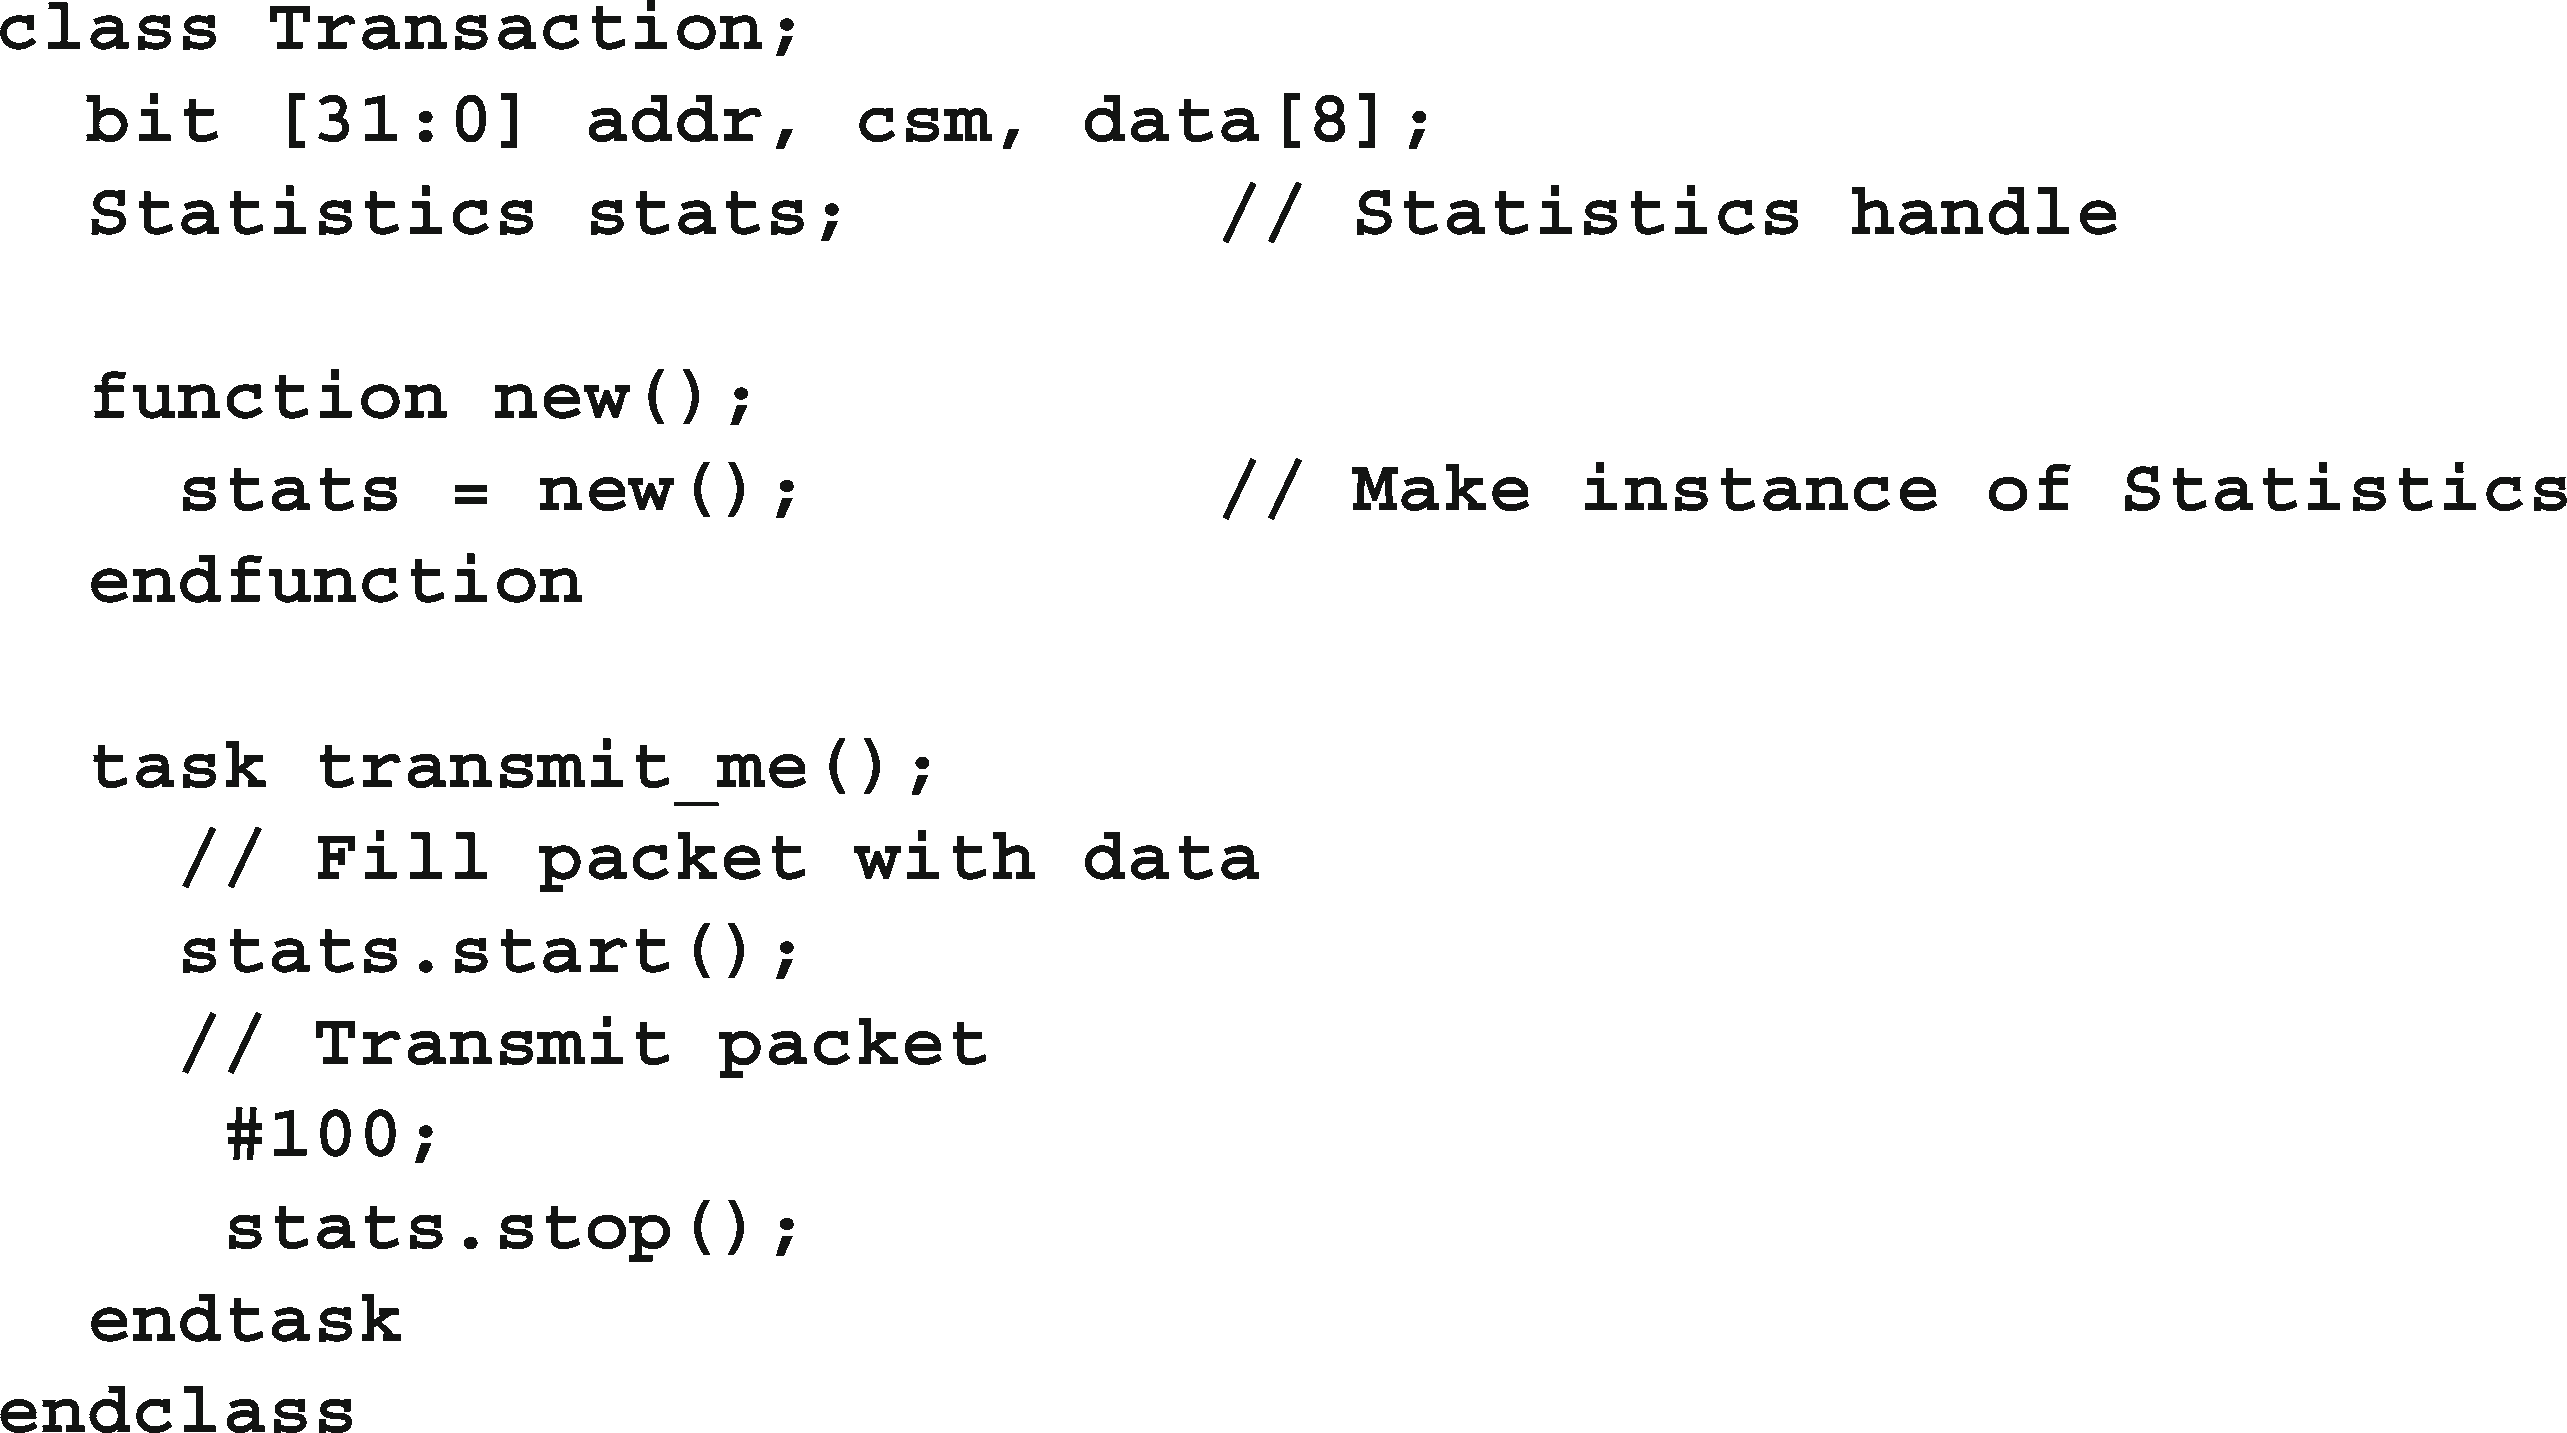 class Transaction;
  bit [31:0] addr, csm, data[8];
  Statistics stats;        // Statistics handle

  function new();
    stats = new();         // Make instance of Statistics
  endfunction

  task transmit_me();
    // Fill packet with data
    stats.start();
    // Transmit packet
     #100;
     stats.stop();
  endtask
endclass